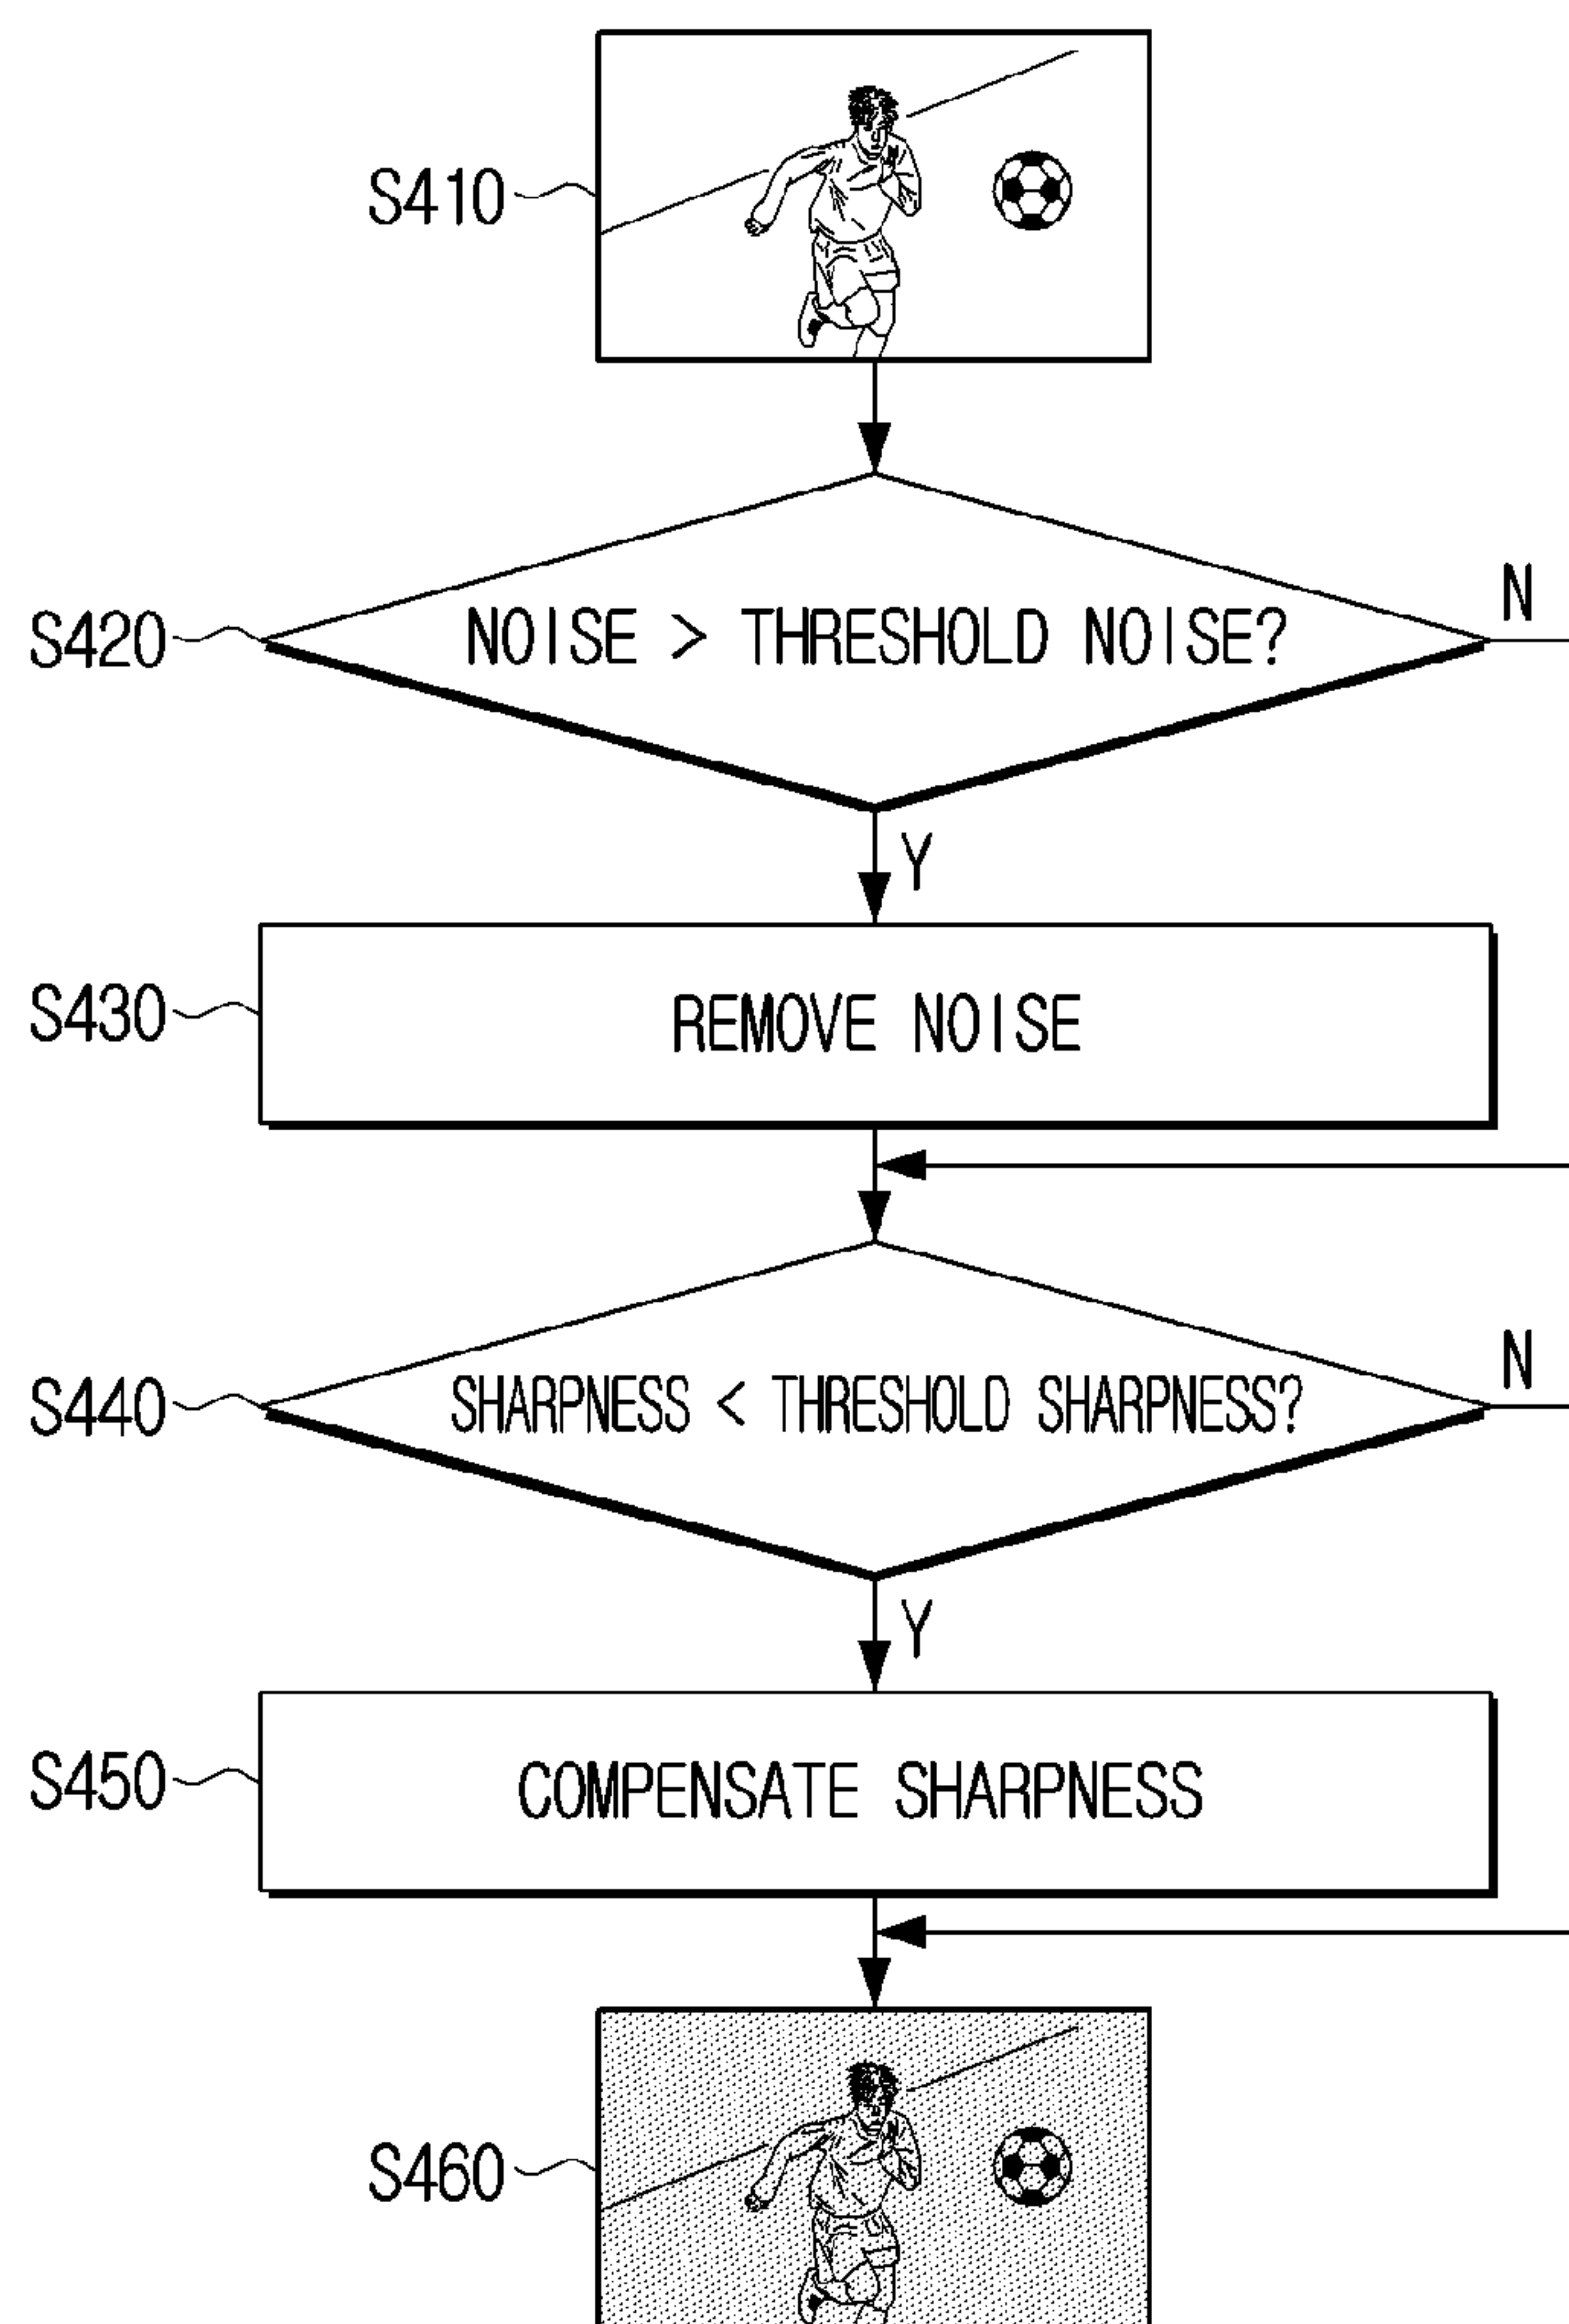 S410
S420
NOISE > THRESHOLD NOISE?
N
Y
S430
REMOVE NOISE
S440
SHARPNESS < THRESHOLD SHARPNESS?
N
Y
S450
COMPENSATE SHARPNESS
S460